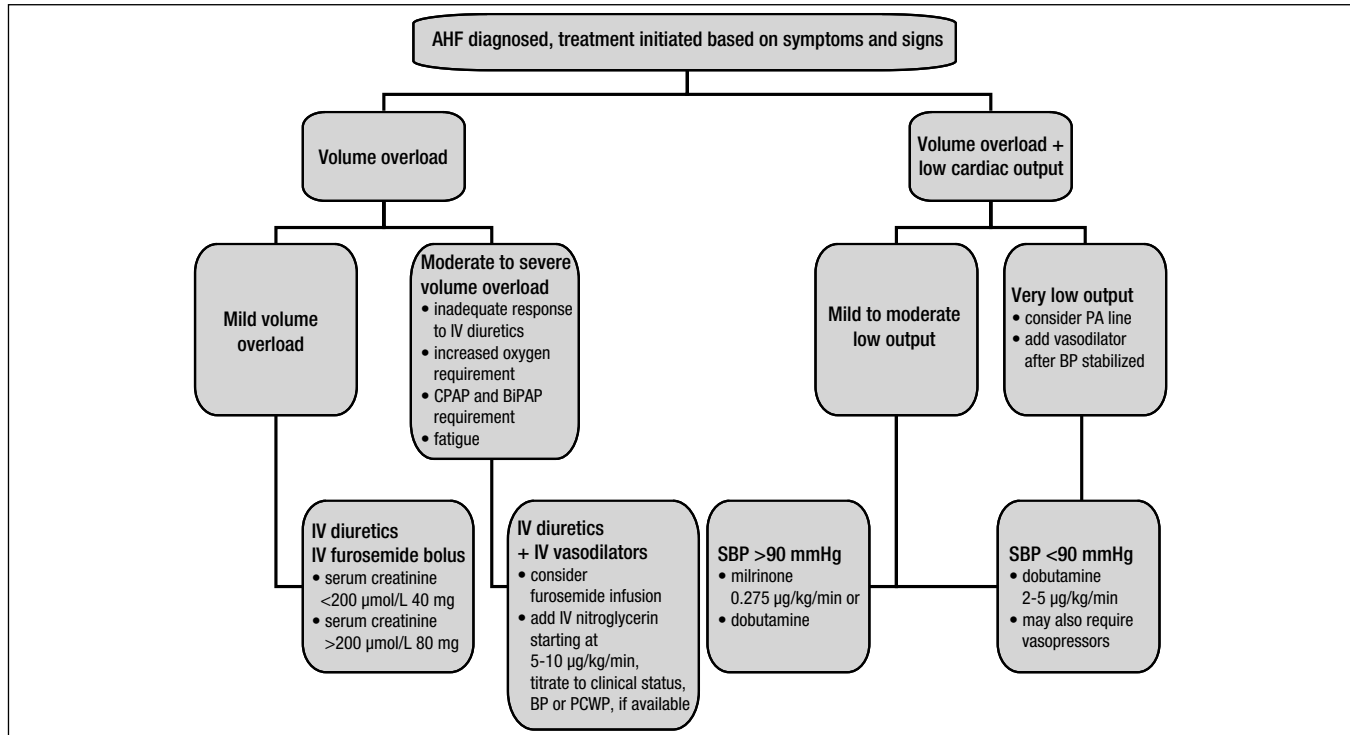 AHF diagnosed, treatment initiated based on symptoms and signs
Volume overload
Volume overload +
low cardiac output
Mild volume
overload
Moderate to severe
volume overload
• inadequate response
to IV diuretics
• increased oxygen
requirement
• CPAP and BiPAP
requirement
• fatigue
Mild to moderate
low output
Very low output
• consider PA line
• add vasodilator
after BP stabilized
IV diuretics
IV furosemide bolus
• serum creatinine
<200 µmol/L 40 mg
• serum creatinine
>200 µmol/L 80 mg
IV diuretics
+ IV vasodilators
• consider
furosemide infusion
• add IV nitroglycerin
starting at
5-10 µg/kg/min,
titrate to clinical status,
BP or PCWP, if available
SBP >90 mmHg
• milrinone
0.275 µg/kg/min or
• dobutamine
SBP <90 mmHg
• dobutamine
2-5 µg/kg/min
• may also require
vasopressors